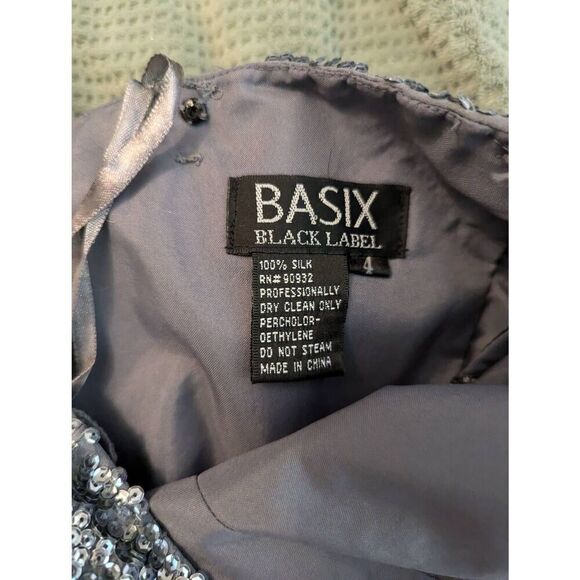 BASIX
BLACK LABEL
4
100% SILK
RN# 90932
PROFESSIONALLY
DRY CLEAN ONLY
PERCHOLOR-
OETHYLENE
DO NOT STEAM
MADE IN CHINA